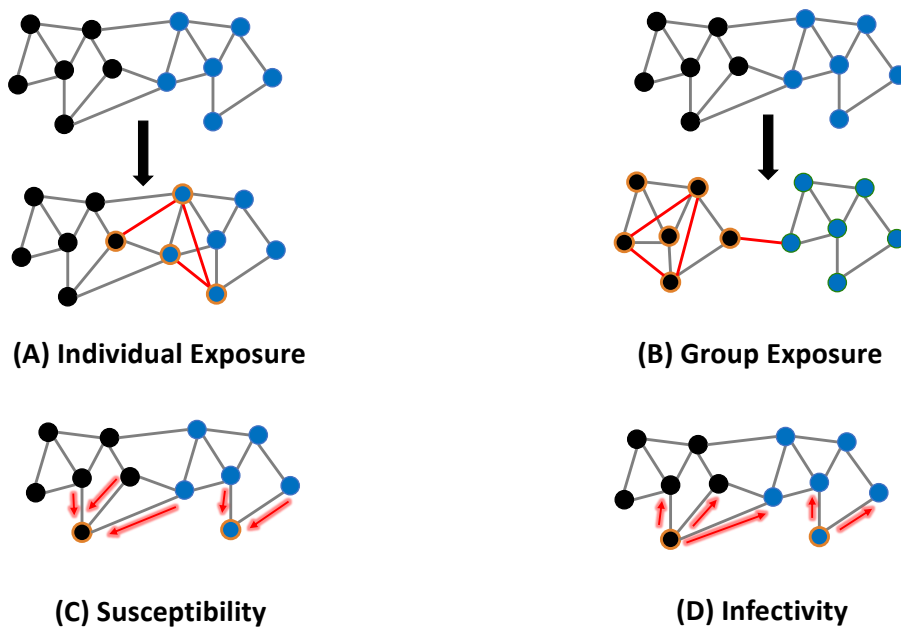 (A) Individual Exposure
(B) Group Exposure
(C) Susceptibility
(D) Infectivity